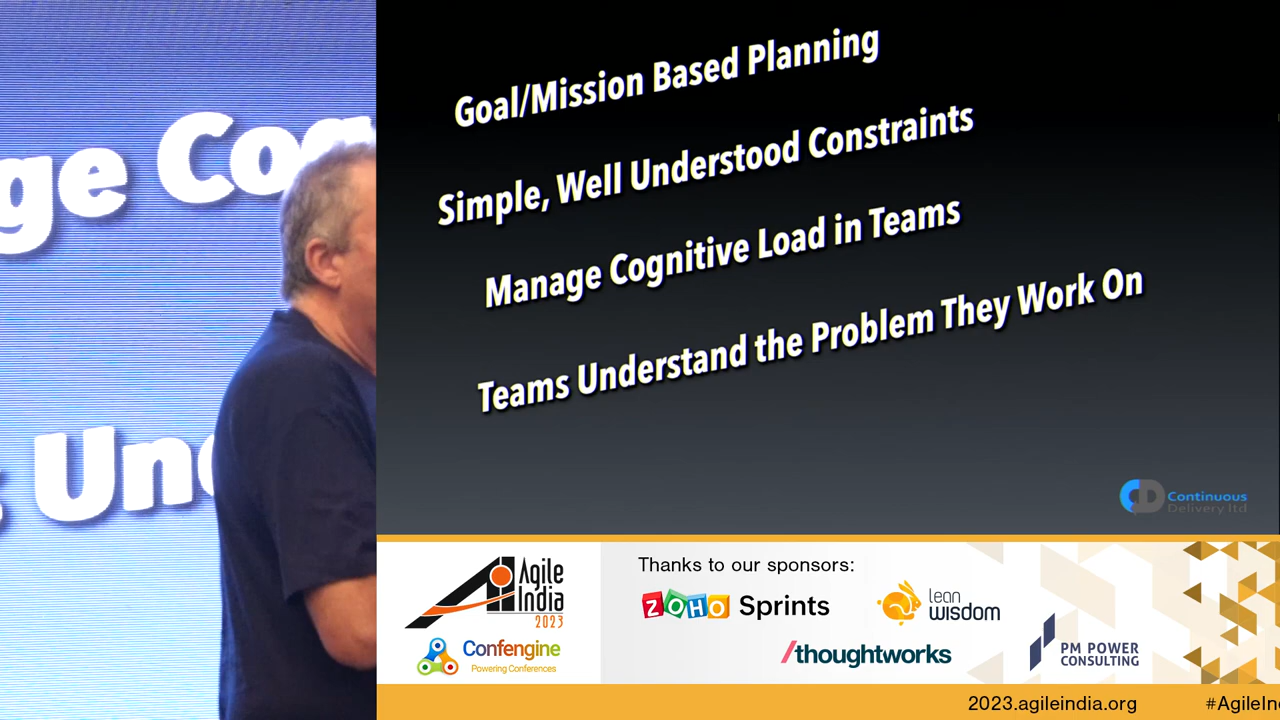 ge Cog
Und
Goal/Mission Based Planning
Simple, Well Understood Constraints
Manage Cognitive Load in Teams
Teams Understand the Problem They Work On
CD Continuous
Delivery ltd
Agile
India
2023
Confengine
Powering Conferences
Thanks to our sponsors:
ZOHO Sprints
lean
wisdom
/thoughtworks
PM POWER
CONSULTING
2023.agileindia.org
#AgileIn